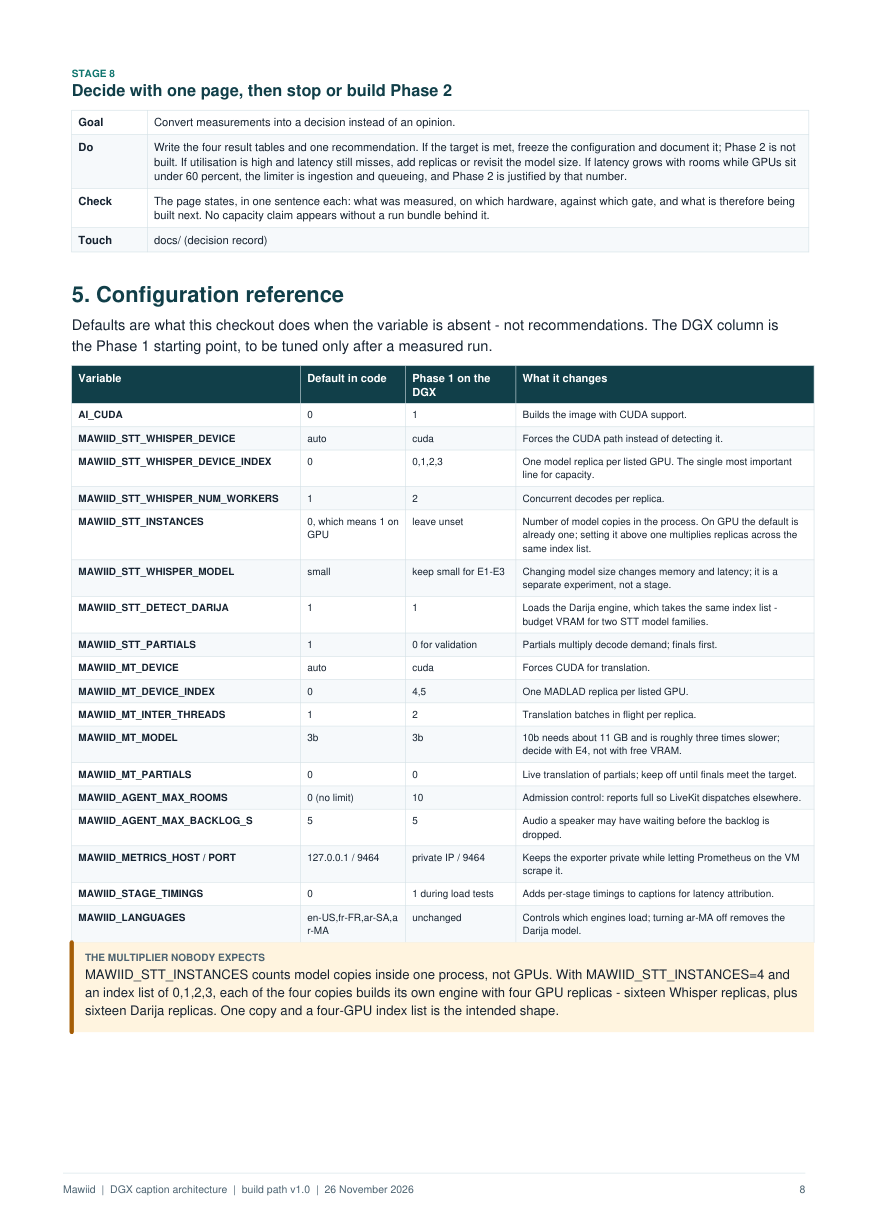 STAGE 8
Decide with one page, then stop or build Phase 2
Goal
Convert measurements into a decision instead of an opinion.
Do
Write the four result tables and one recommendation. If the target is met, freeze the configuration and document it; Phase 2 is not
built. If utilisation is high and latency still misses, add replicas or revisit the model size. If latency grows with rooms while GPUs sit
under 60 percent, the limiter is ingestion and queueing, and Phase 2 is justified by that number.
Check
The page states, in one sentence each: what was measured, on which hardware, against which gate, and what is therefore being
built next. No capacity claim appears without a run bundle behind it.
Touch
docs/ (decision record)
5. Configuration reference
Defaults are what this checkout does when the variable is absent - not recommendations. The DGX column is
the Phase 1 starting point, to be tuned only after a measured run.
Variable
Default in code
Phase 1 on the
DGX
What it changes
AI_CUDA
0
1
Builds the image with CUDA support.
MAWIID_STT_WHISPER_DEVICE
auto
cuda
Forces the CUDA path instead of detecting it.
MAWIID_STT_WHISPER_DEVICE_INDEX
0
0,1,2,3
One model replica per listed GPU. The single most important
line for capacity.
MAWIID_STT_WHISPER_NUM_WORKERS
1
2
Concurrent decodes per replica.
MAWIID_STT_INSTANCES
0, which means 1 on
GPU
leave unset
Number of model copies in the process. On GPU the default is
already one; setting it above one multiplies replicas across the
same index list.
MAWIID_STT_WHISPER_MODEL
small
keep small for E1-E3
Changing model size changes memory and latency; it is a
separate experiment, not a stage.
MAWIID_STT_DETECT_DARIJA
1
1
Loads the Darija engine, which takes the same index list -
budget VRAM for two STT model families.
MAWIID_STT_PARTIALS
1
0 for validation
Partials multiply decode demand; finals first.
MAWIID_MT_DEVICE
auto
cuda
Forces CUDA for translation.
MAWIID_MT_DEVICE_INDEX
0
4,5
One MADLAD replica per listed GPU.
MAWIID_MT_INTER_THREADS
1
2
Translation batches in flight per replica.
MAWIID_MT_MODEL
3b
3b
10b needs about 11 GB and is roughly three times slower;
decide with E4, not with free VRAM.
MAWIID_MT_PARTIALS
0
0
Live translation of partials; keep off until finals meet the target.
MAWIID_AGENT_MAX_ROOMS
0 (no limit)
10
Admission control: reports full so LiveKit dispatches elsewhere.
MAWIID_AGENT_MAX_BACKLOG_S
5
5
Audio a speaker may have waiting before the backlog is
dropped.
MAWIID_METRICS_HOST / PORT
127.0.0.1 / 9464
private IP / 9464
Keeps the exporter private while letting Prometheus on the VM
scrape it.
MAWIID_STAGE_TIMINGS
0
1 during load tests
Adds per-stage timings to captions for latency attribution.
MAWIID_LANGUAGES
en-US,fr-FR,ar-SA,a
r-MA
unchanged
Controls which engines load; turning ar-MA off removes the
Darija model.
THE MULTIPLIER NOBODY EXPECTS
MAWIID_STT_INSTANCES counts model copies inside one process, not GPUs. With MAWIID_STT_INSTANCES=4 and
an index list of 0,1,2,3, each of the four copies builds its own engine with four GPU replicas - sixteen Whisper replicas, plus
sixteen Darija replicas. One copy and a four-GPU index list is the intended shape.
Mawiid | DGX caption architecture | build path v1.0 | 26 November 2026
8